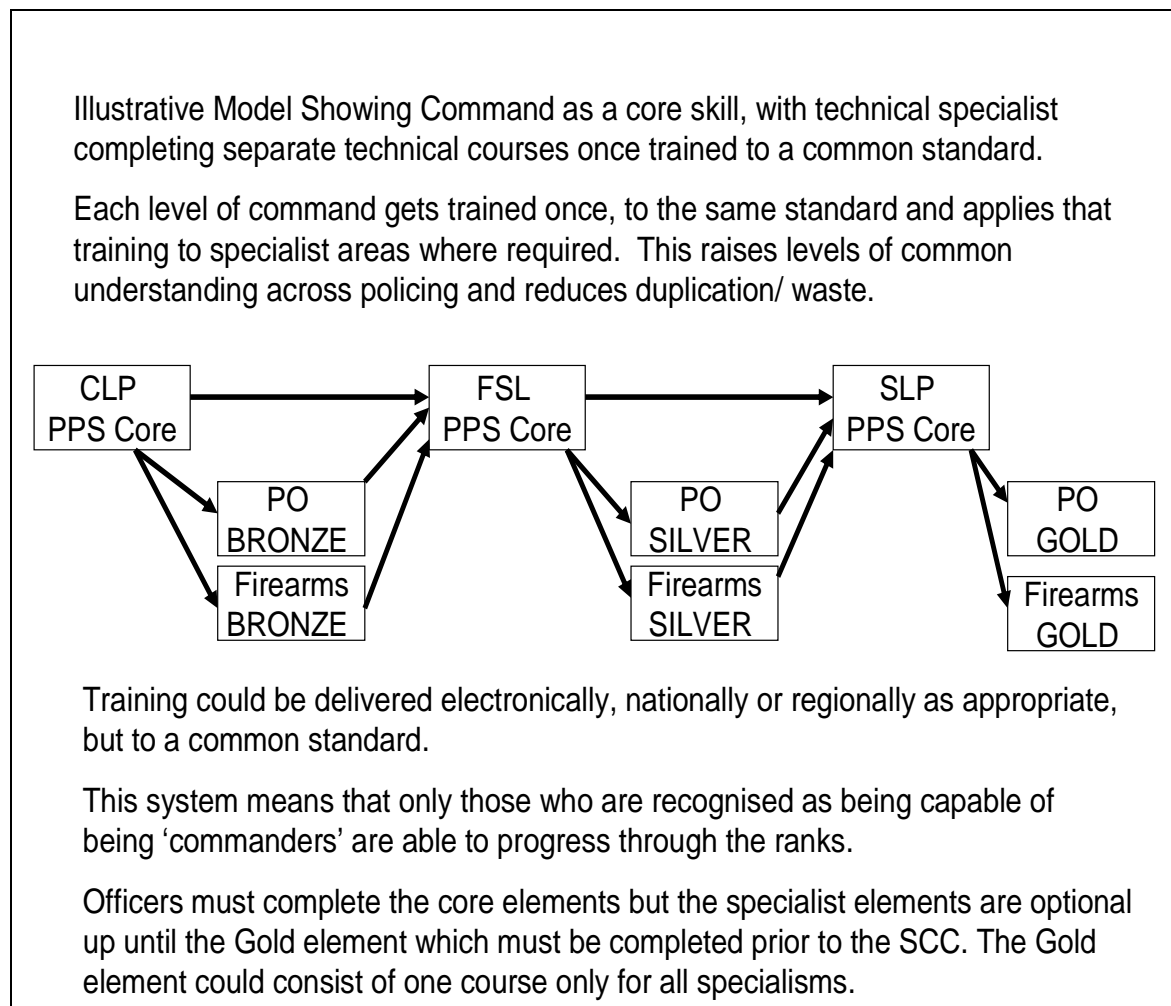 Illustrative Model Showing Command as a core skill, with technical specialist
completing separate technical courses once trained to a common standard.
Each level of command gets trained once, to the same standard and applies that
training to specialist areas where required. This raises levels of common
understanding across policing and reduces duplication/ waste.
CLP
PPS Core
FSL
PPS Core
SLP
PPS Core
PO
BRONZE
Firearms
BRONZE
PO
SILVER
Firearms
SILVER
PO
GOLD
Firearms
GOLD
Training could be delivered electronically, nationally or regionally as appropriate,
but to a common standard.
This system means that only those who are recognised as being capable of
being ‘commanders’ are able to progress through the ranks.
Officers must complete the core elements but the specialist elements are optional
up until the Gold element which must be completed prior to the SCC. The Gold
element could consist of one course only for all specialisms.